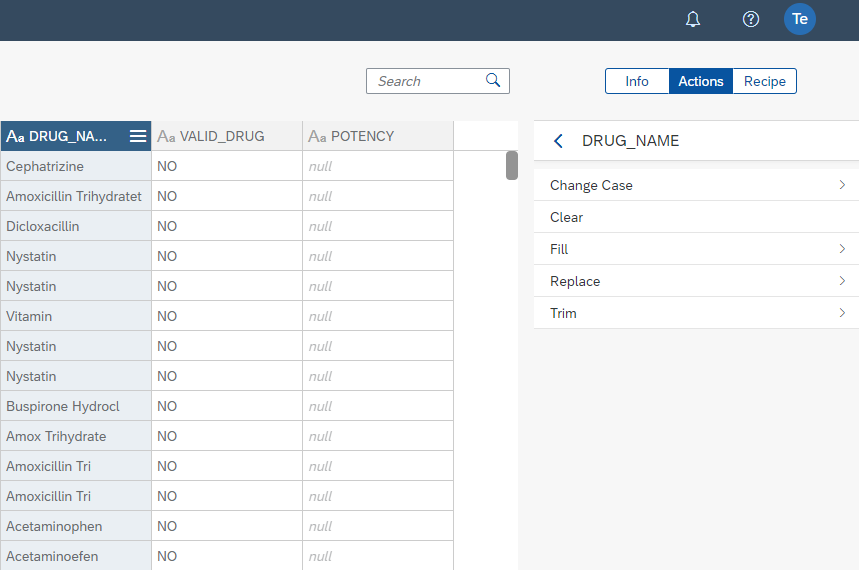 Te
Search
Info Actions Recipe
Aa DRUG_NA... Aa VALID_DRUG Aa POTENCY
DRUG_NAME
Cephatrizine NO null
Amoxicillin Trihydratet NO null
Dicloxacillin NO null
Nystatin NO null
Nystatin NO null
Vitamin NO null
Nystatin NO null
Nystatin NO null
Buspirone Hydrocl NO null
Amox Trihydrate NO null
Amoxicillin Tri NO null
Amoxicillin Tri NO null
Acetaminophen NO null
Acetaminoefen NO null
Change Case
Clear
Fill
Replace
Trim